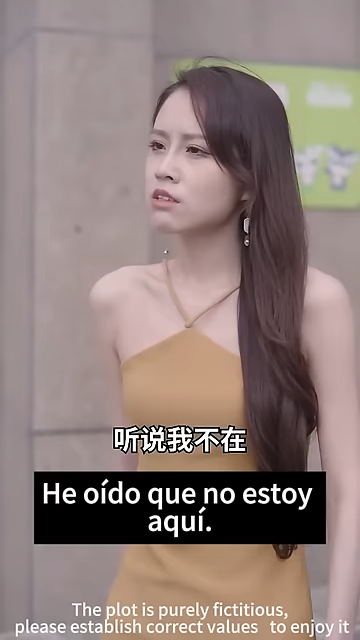 听说我不在
He oído que no estoy
aquí.
The plot is purely fictitious,
please establish correct values to enjoy it